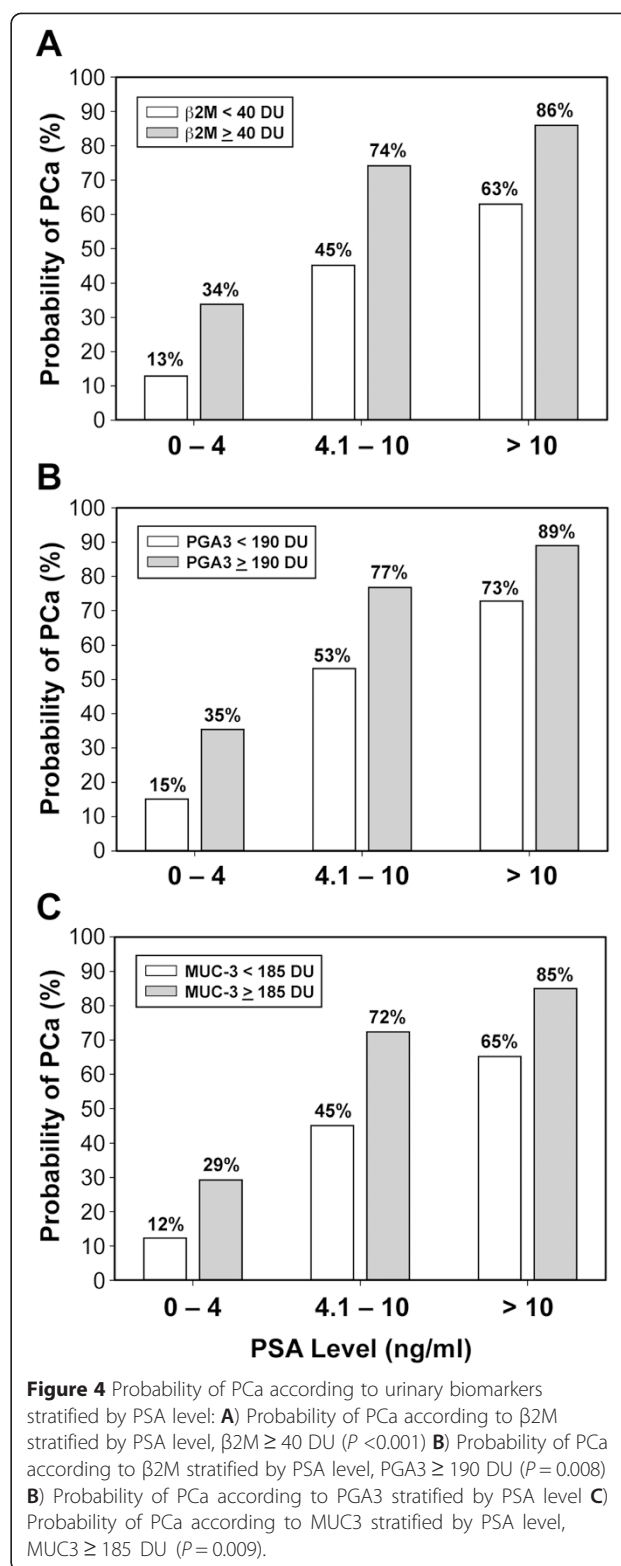 A
100
90
80
70
60
50
40
30
20
10
0
Probability of PCa (%)
β2M < 40 DU
β2M ≥ 40 DU
13%
34%
45%
74%
63%
86%
0 – 4
4.1 – 10
> 10
B
100
90
80
70
60
50
40
30
20
10
0
Probability of PCa (%)
PGA3 < 190 DU
PGA3 ≥ 190 DU
15%
35%
53%
77%
73%
89%
0 – 4
4.1 – 10
> 10
C
100
90
80
70
60
50
40
30
20
10
0
Probability of PCa (%)
MUC-3 < 185 DU
MUC-3 ≥ 185 DU
12%
29%
45%
72%
65%
85%
0 – 4
4.1 – 10
> 10
PSA Level (ng/ml)
Figure 4 Probability of PCa according to urinary biomarkers
stratified by PSA level: A) Probability of PCa according to β2M
stratified by PSA level, β2M ≥ 40 DU (P <0.001) B) Probability of PCa
according to β2M stratified by PSA level, PGA3 ≥ 190 DU (P = 0.008)
B) Probability of PCa according to PGA3 stratified by PSA level C)
Probability of PCa according to MUC3 stratified by PSA level,
MUC3 ≥ 185 DU (P = 0.009).